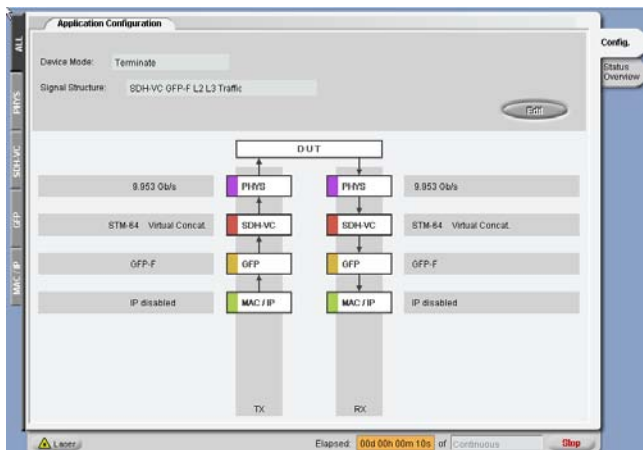 Application Configuration
ALL
PHYS
SDH-VC
GFP
MAC / IP
Config.
Status Overview
Device Mode: Terminate
Signal Structure: SDH-VC GFP-F L2 L3 Traffic
Edit
DUT
9.953 Gb/s PHYS PHYS 9.953 Gb/s
STM-64 Virtual Concat. SDH-VC SDH-VC STM-64 Virtual Concat.
GFP-F GFP GFP GFP-F
IP disabled MAC / IP MAC / IP IP disabled
TX RX
Laser Elapsed: 00d 00h 00m 10s of Continuous Stop